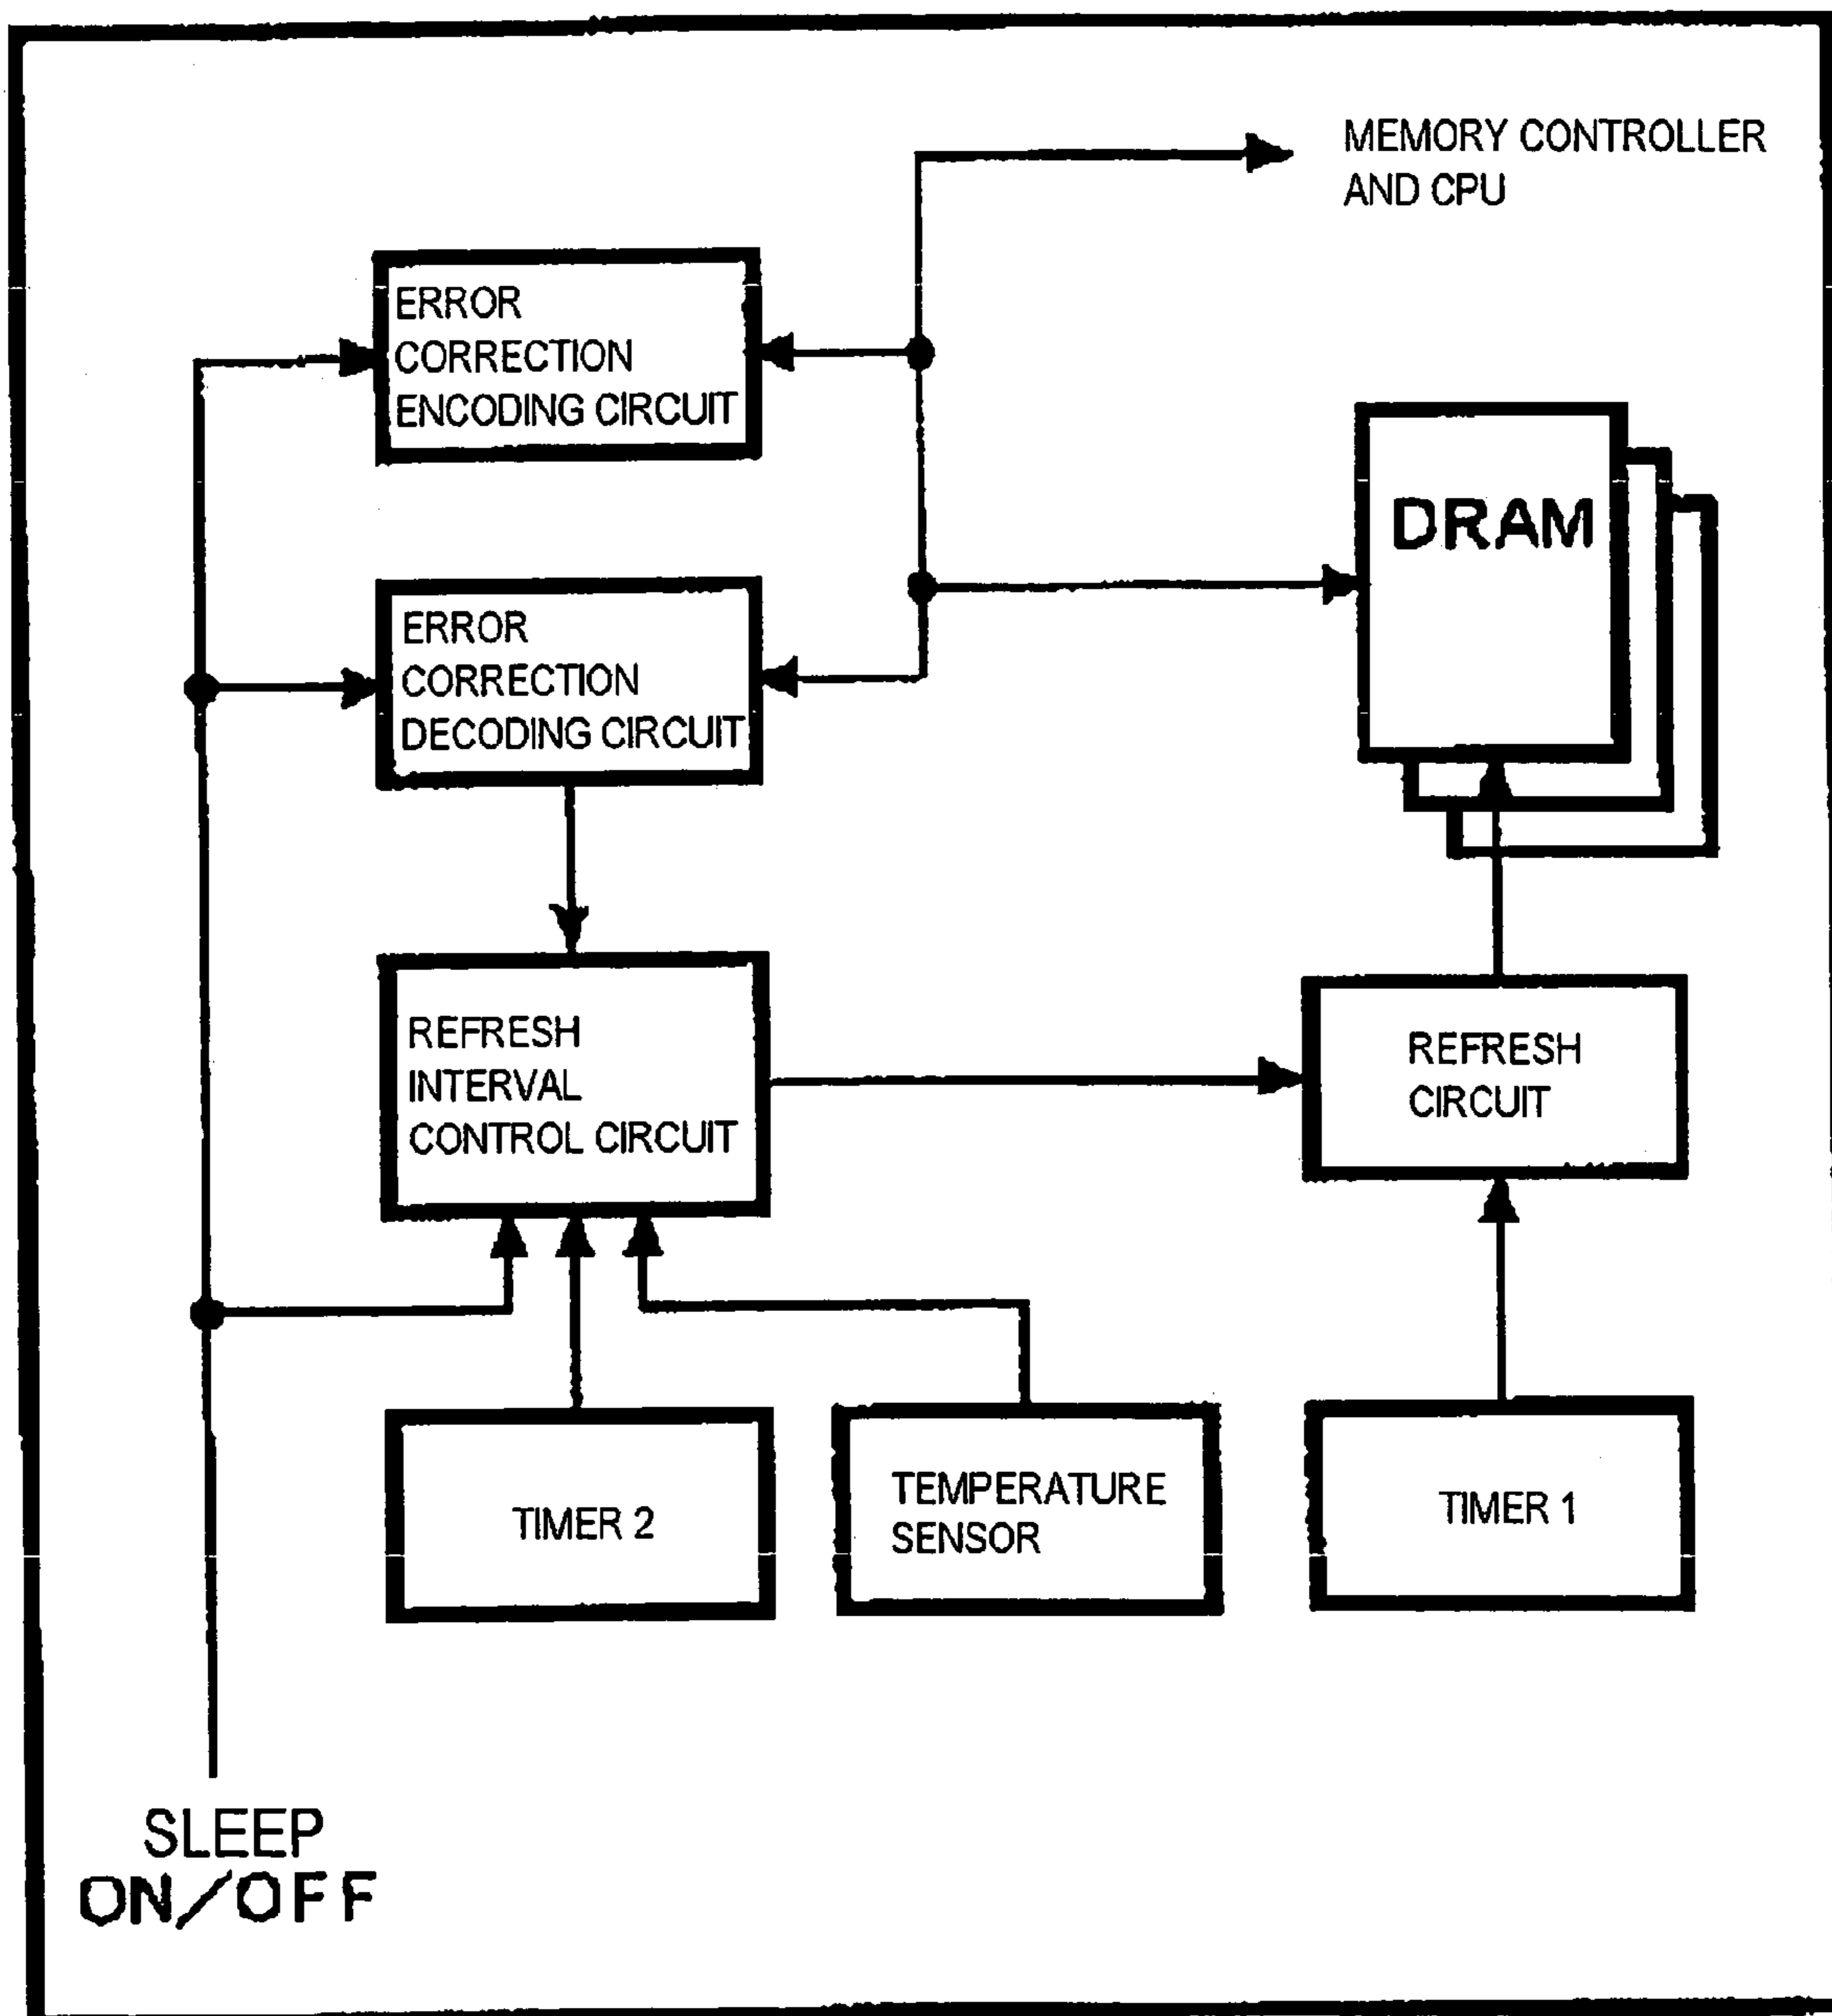 MEMORY CONTROLLER
AND CPU
ERROR
CORRECTION
ENCODING CIRCUIT
DRAM
ERROR
CORRECTION
DECODING CIRCUIT
REFRESH
INTERVAL
CONTROL CIRCUIT
REFRESH
CIRCUIT
TIMER 2
TEMPERATURE
SENSOR
TIMER 1
SLEEP
ON/OFF